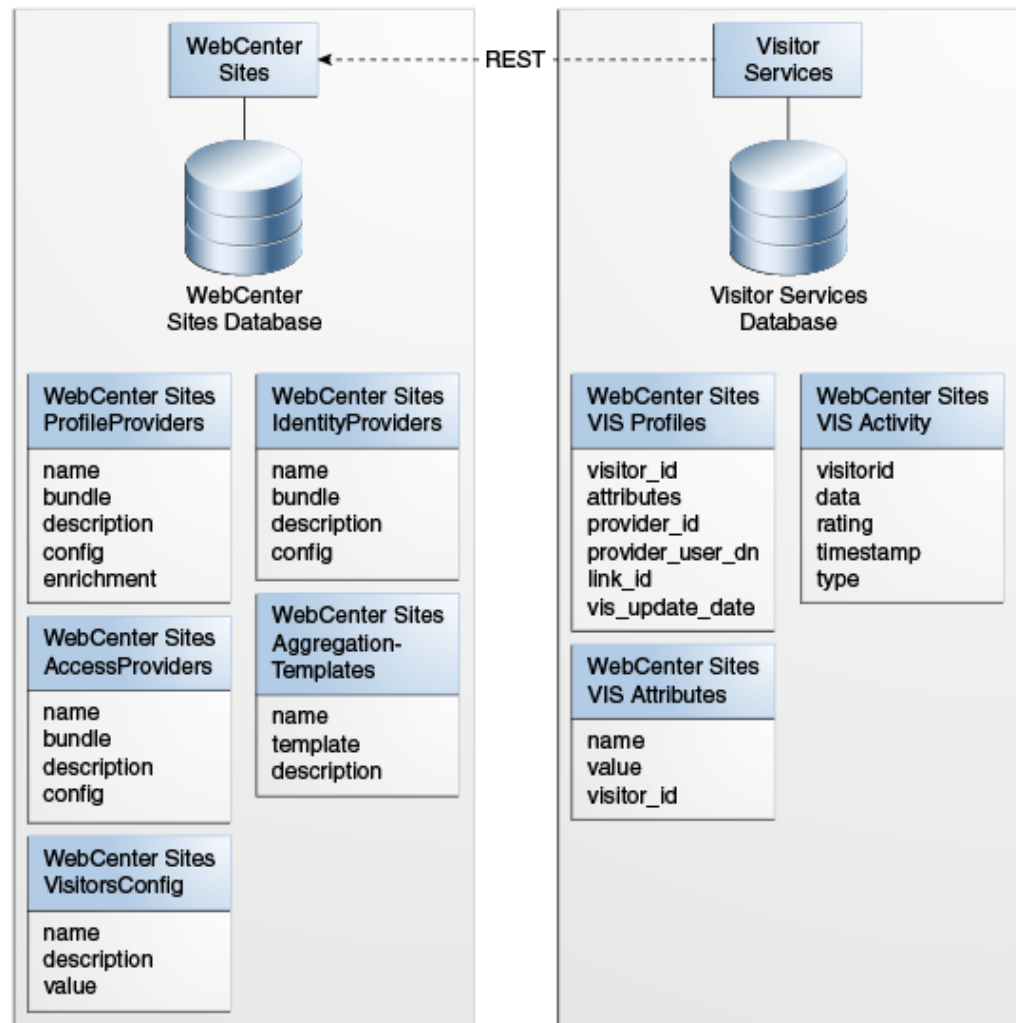 WebCenter
Sites
REST
Visitor
Services
WebCenter
Sites Database
Visitor Services
Database
WebCenter Sites
ProfileProviders
name
bundle
description
config
enrichment
WebCenter Sites
IdentityProviders
name
bundle
description
config
WebCenter Sites
AccessProviders
name
bundle
description
config
WebCenter Sites
Aggregation-
Templates
name
template
description
WebCenter Sites
VisitorsConfig
name
description
value
WebCenter Sites
VIS Profiles
visitor_id
attributes
provider_id
provider_user_dn
link_id
vis_update_date
WebCenter Sites
VIS Activity
visitorid
data
rating
timestamp
type
WebCenter Sites
VIS Attributes
name
value
visitor_id